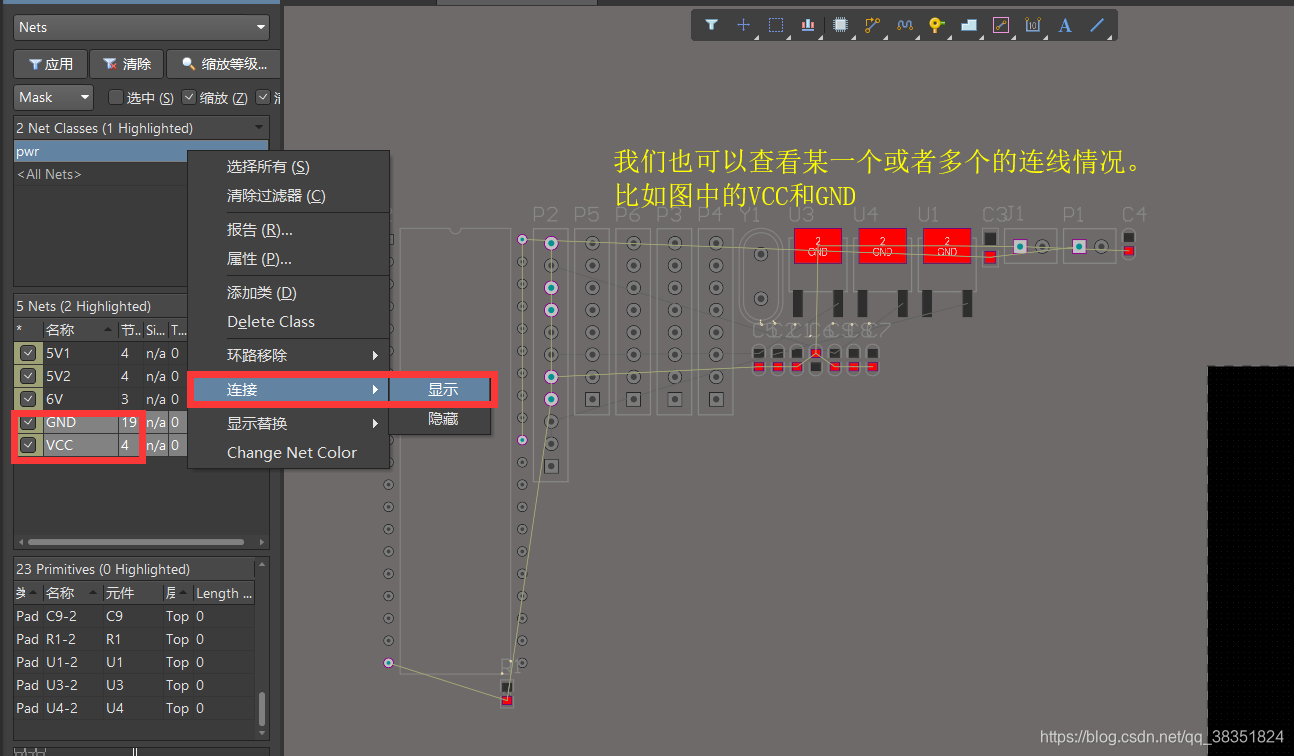 Nets
应用 清除 缩放等级...
Mask 选中 (S) 缩放 (Z)
2 Net Classes (1 Highlighted)
pwr
<All Nets>
选择所有 (S)
清除过滤器 (C)
报告 (R)...
属性 (P)...
添加类 (D)
Delete Class
环路移除
连接
显示
显示替换
隐藏
Change Net Color
5 Nets (2 Highlighted)
* 名称 节.. Si... T...
5V1 4 n/a 0
5V2 4 n/a 0
6V 3 n/a 0
GND 19 n/a 0
VCC 4 n/a 0
23 Primitives (0 Highlighted)
类 名称 元件 层 Length ...
Pad C9-2 C9 Top 0
Pad R1-2 R1 Top 0
Pad U1-2 U1 Top 0
Pad U3-2 U3 Top 0
Pad U4-2 U4 Top 0
10 A
我们也可以查看某一个或者多个的连线情况。
比如图中的VCC和GND
P2 P5 P6 P3 P4 Y1 U3 U4 U1 C3 J1 P1 C4
2 2 2
GND GND GND
C5 C2 C1 C6 C9 C8 C7
R1
https://blog.csdn.net/qq_38351824